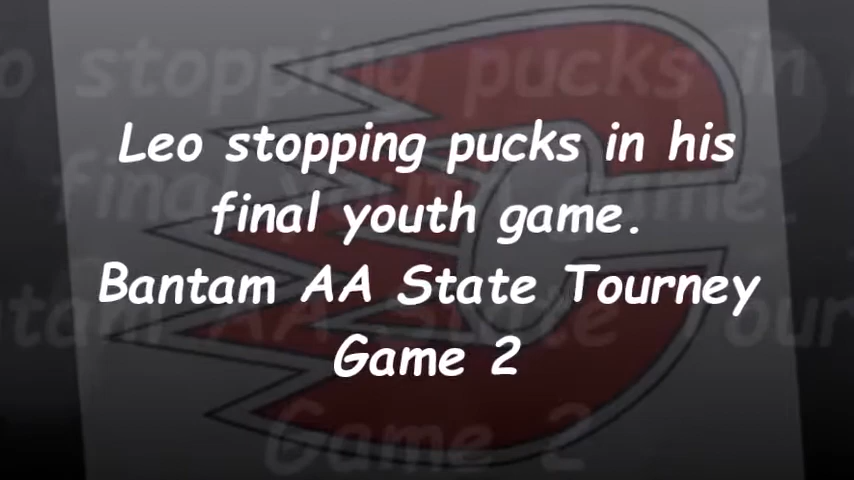 Leo stopping pucks in his
final youth game.
Bantam AA State Tourney
Game 2